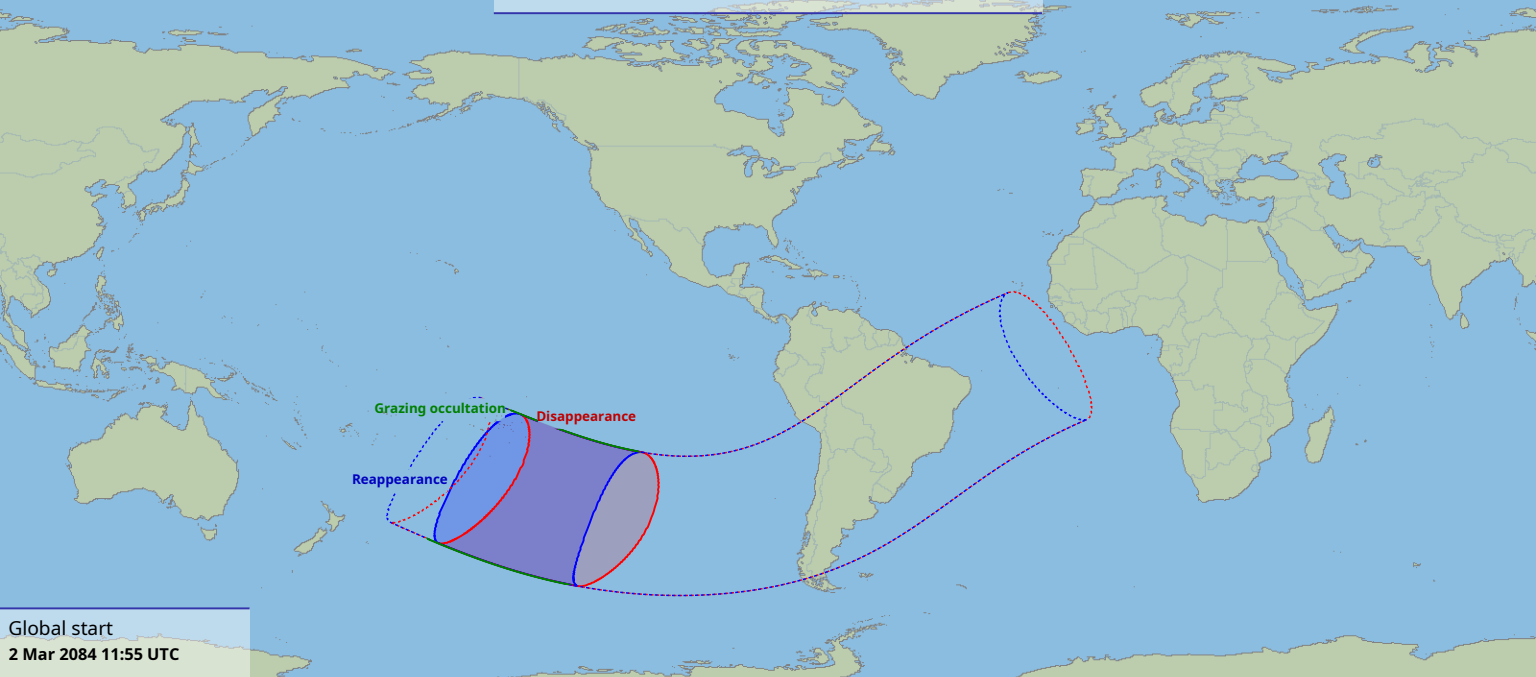 Grazing occultation
Disappearance
Reappearance
Global start
2 Mar 2084 11:55 UTC